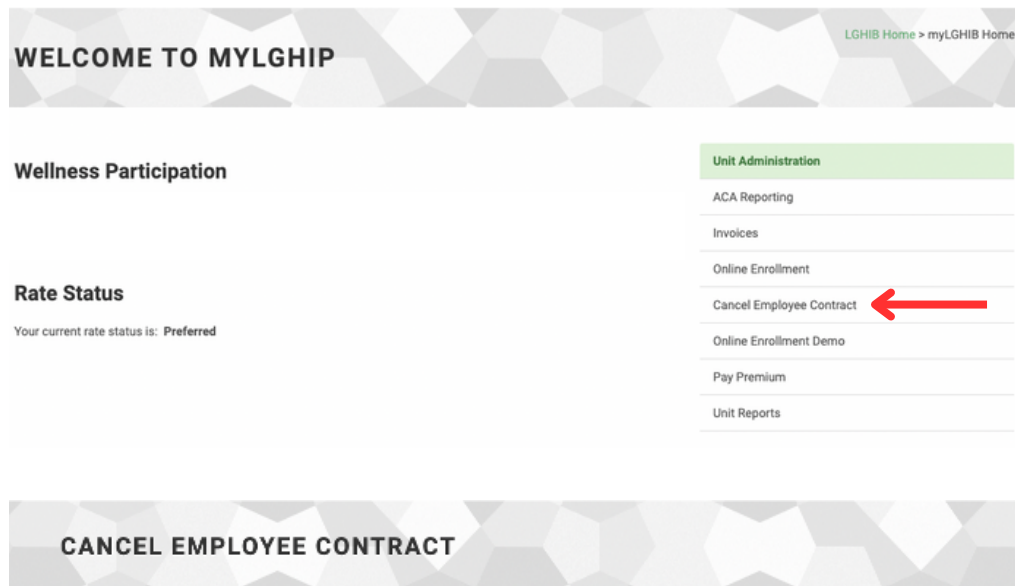 LGHIB Home > myLGHIB Home
WELCOME TO MYLGHIP
Wellness Participation
Rate Status
Your current rate status is: Preferred
Unit Administration
ACA Reporting
Invoices
Online Enrollment
Cancel Employee Contract
Online Enrollment Demo
Pay Premium
Unit Reports
CANCEL EMPLOYEE CONTRACT